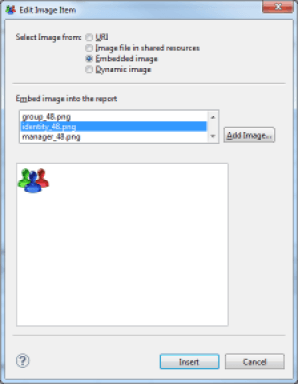 Edit Image Item
Select Image from:
URI
Image file in shared resources
Embedded image
Dynamic image
Embed image into the report
group_48.png
identity_48.png
manager_48.png
Add Image...
?
Insert
Cancel